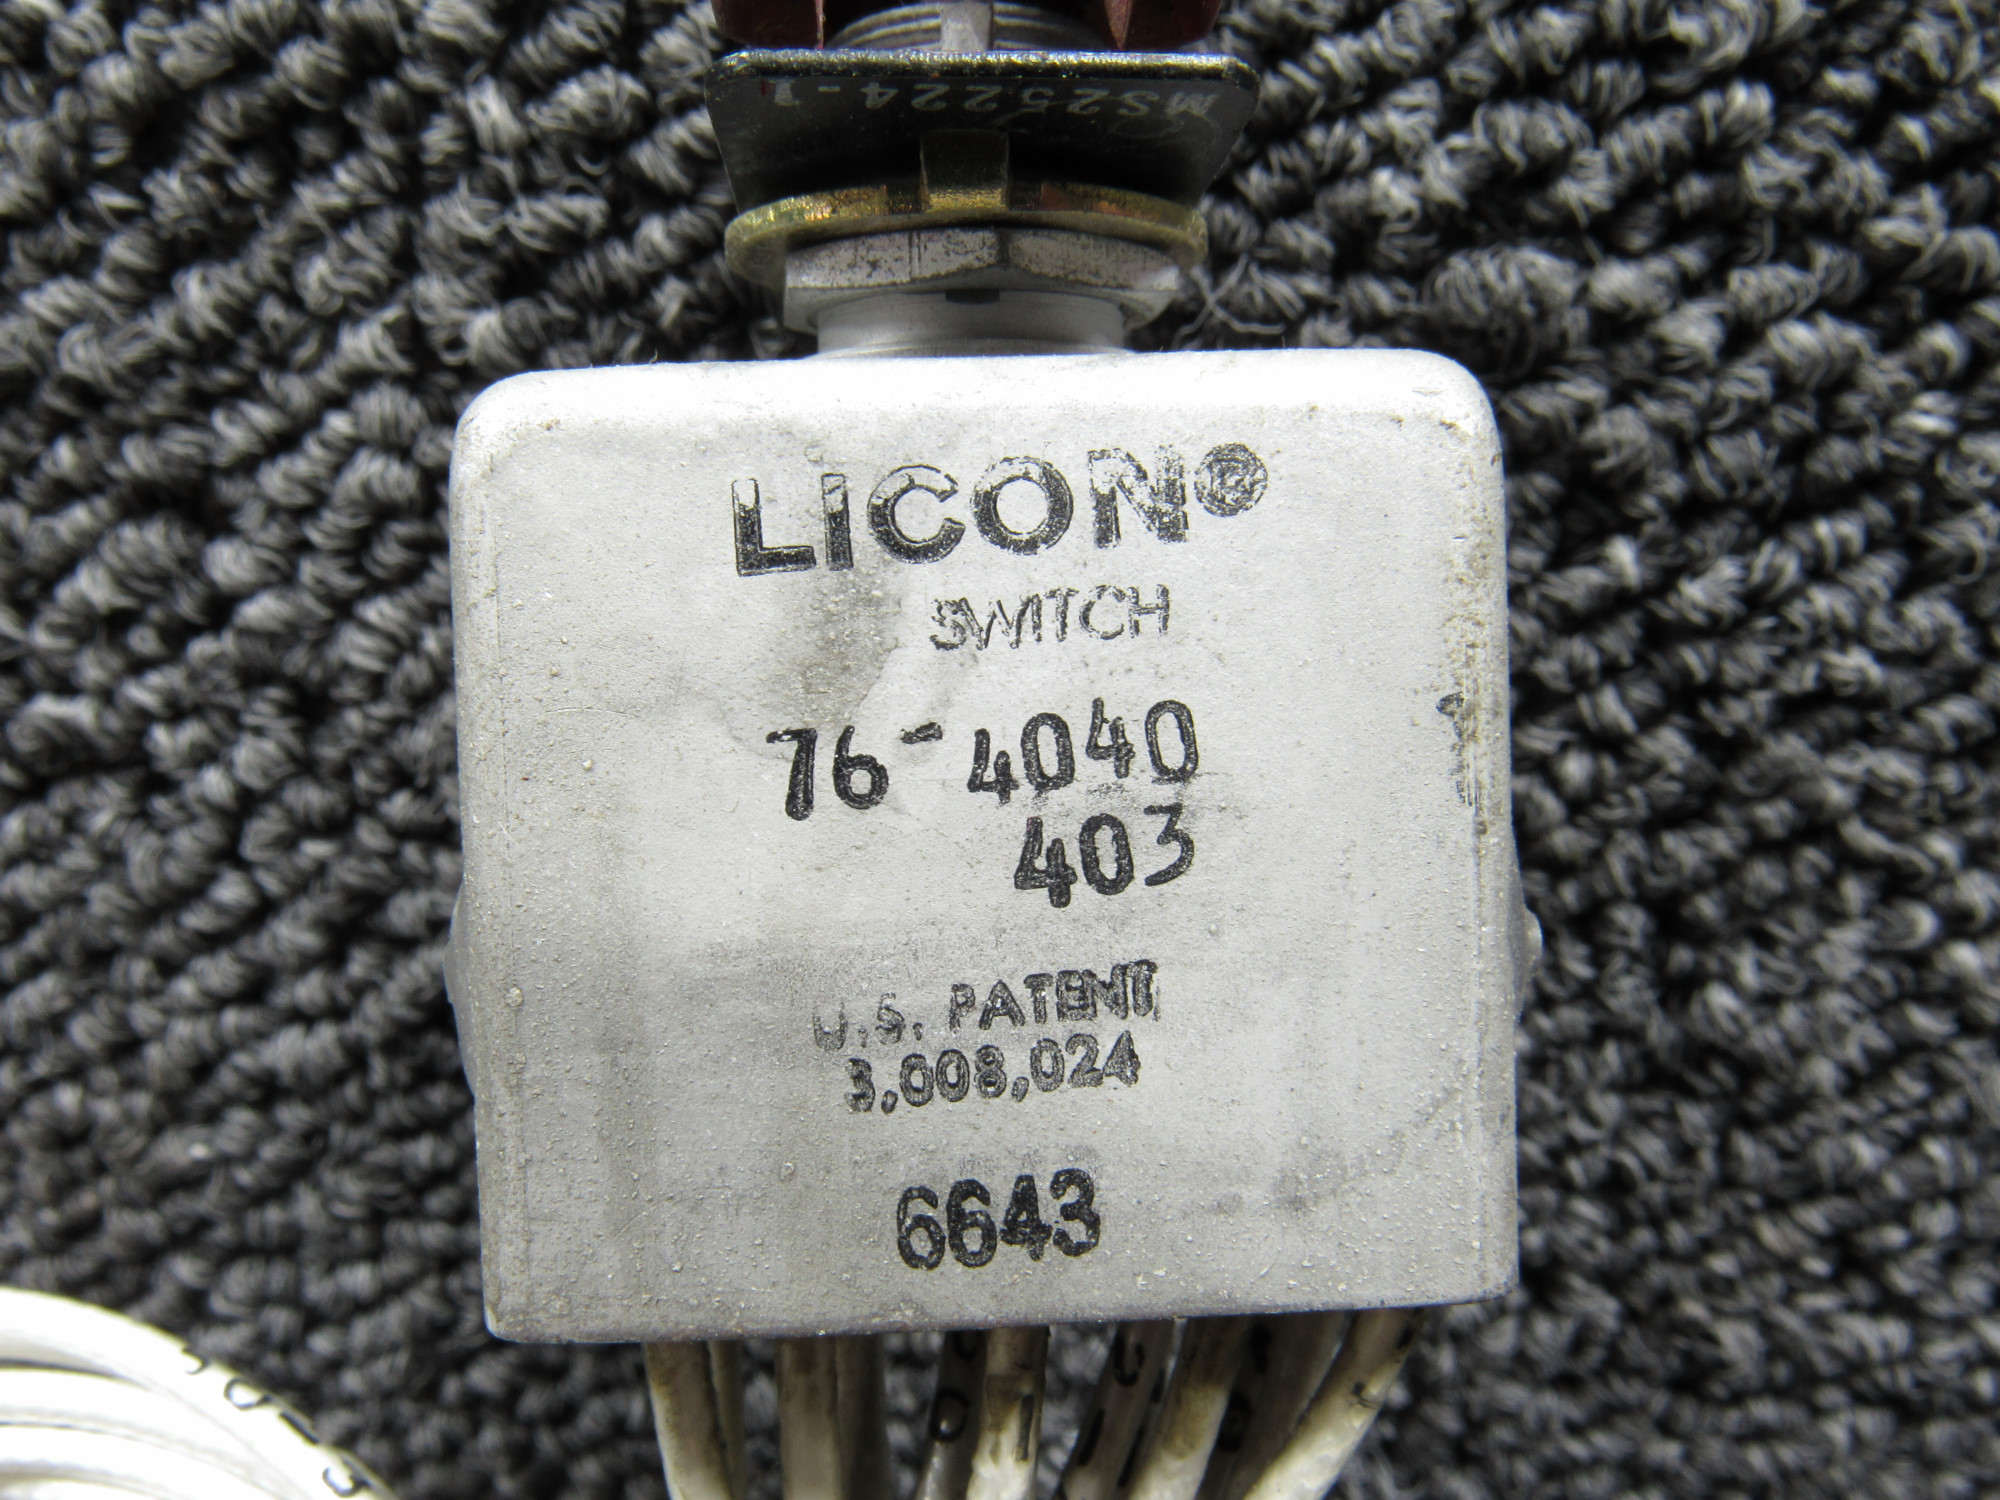 MS25224-1
LICON®
SWITCH
76-4040
403
U.S. PATENT
3,008,024
6643